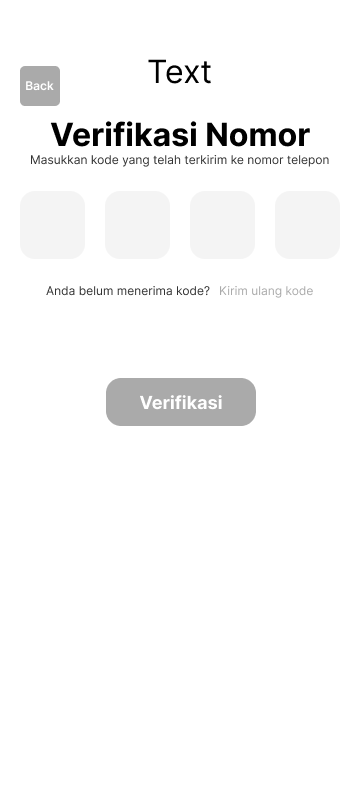 Text
Back
Verifikasi Nomor
Masukkan kode yang telah terkirim ke nomor telepon
Anda belum menerima kode? Kirim ulang kode
Verifikasi